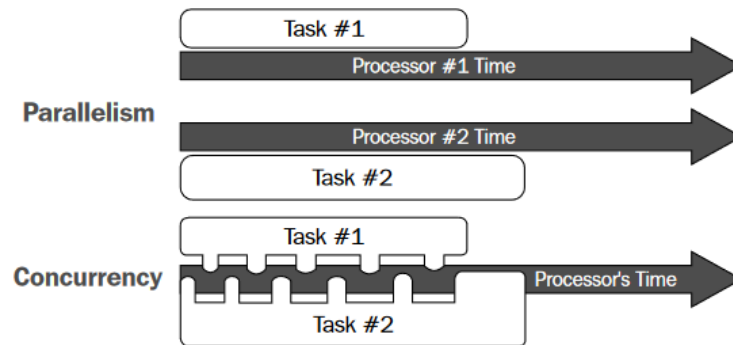 Task #1
Processor #1 Time
Parallelism
Processor #2 Time
Task #2
Task #1
Concurrency
Processor's Time
Task #2